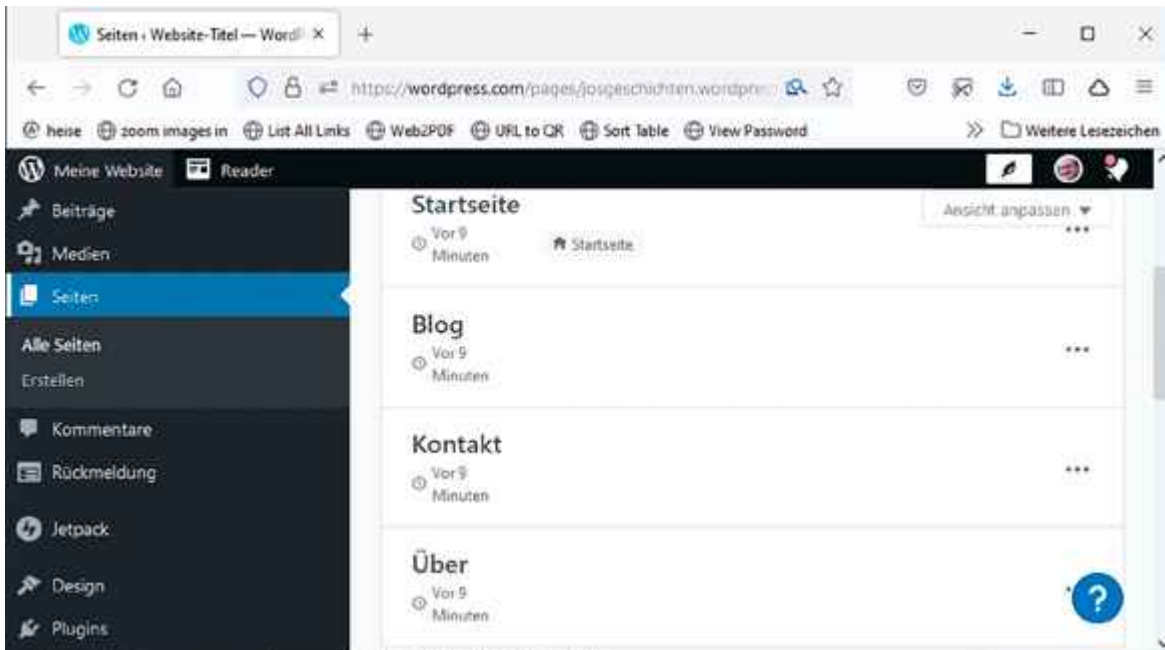 Seiten ‹ Website-Titel — WordP
https://wordpress.com/pages/josgeschichten.wordpres
heise zoom images in List All Links Web2PDF URL to QR Sort Table View Password Weitere Lesezeichen
Meine Website Reader
Beiträge
Medien
Seiten
Alle Seiten
Erstellen
Kommentare
Rückmeldung
Jetpack
Design
Plugins
Startseite
Ansicht anpassen
Vor 9
Minuten
Startseite
Blog
Vor 9
Minuten
Kontakt
Vor 9
Minuten
Über
Vor 9
Minuten
?